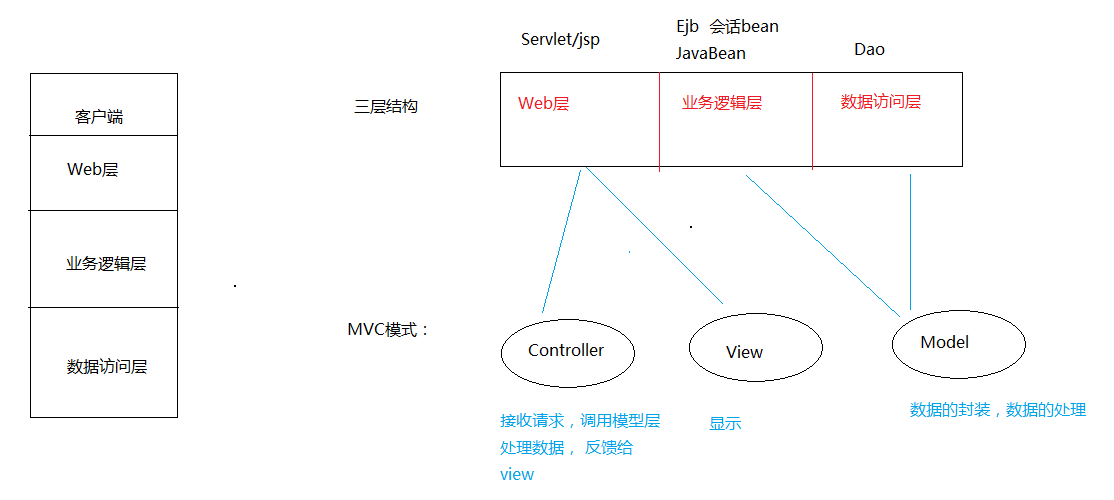 客户端
Web层
业务逻辑层
数据访问层
Servlet/jsp
Ejb 会话bean
JavaBean
Dao
三层结构
Web层
业务逻辑层
数据访问层
MVC模式：
Controller
View
Model
接收请求，调用模型层
处理数据， 反馈给
view
显示
数据的封装，数据的处理